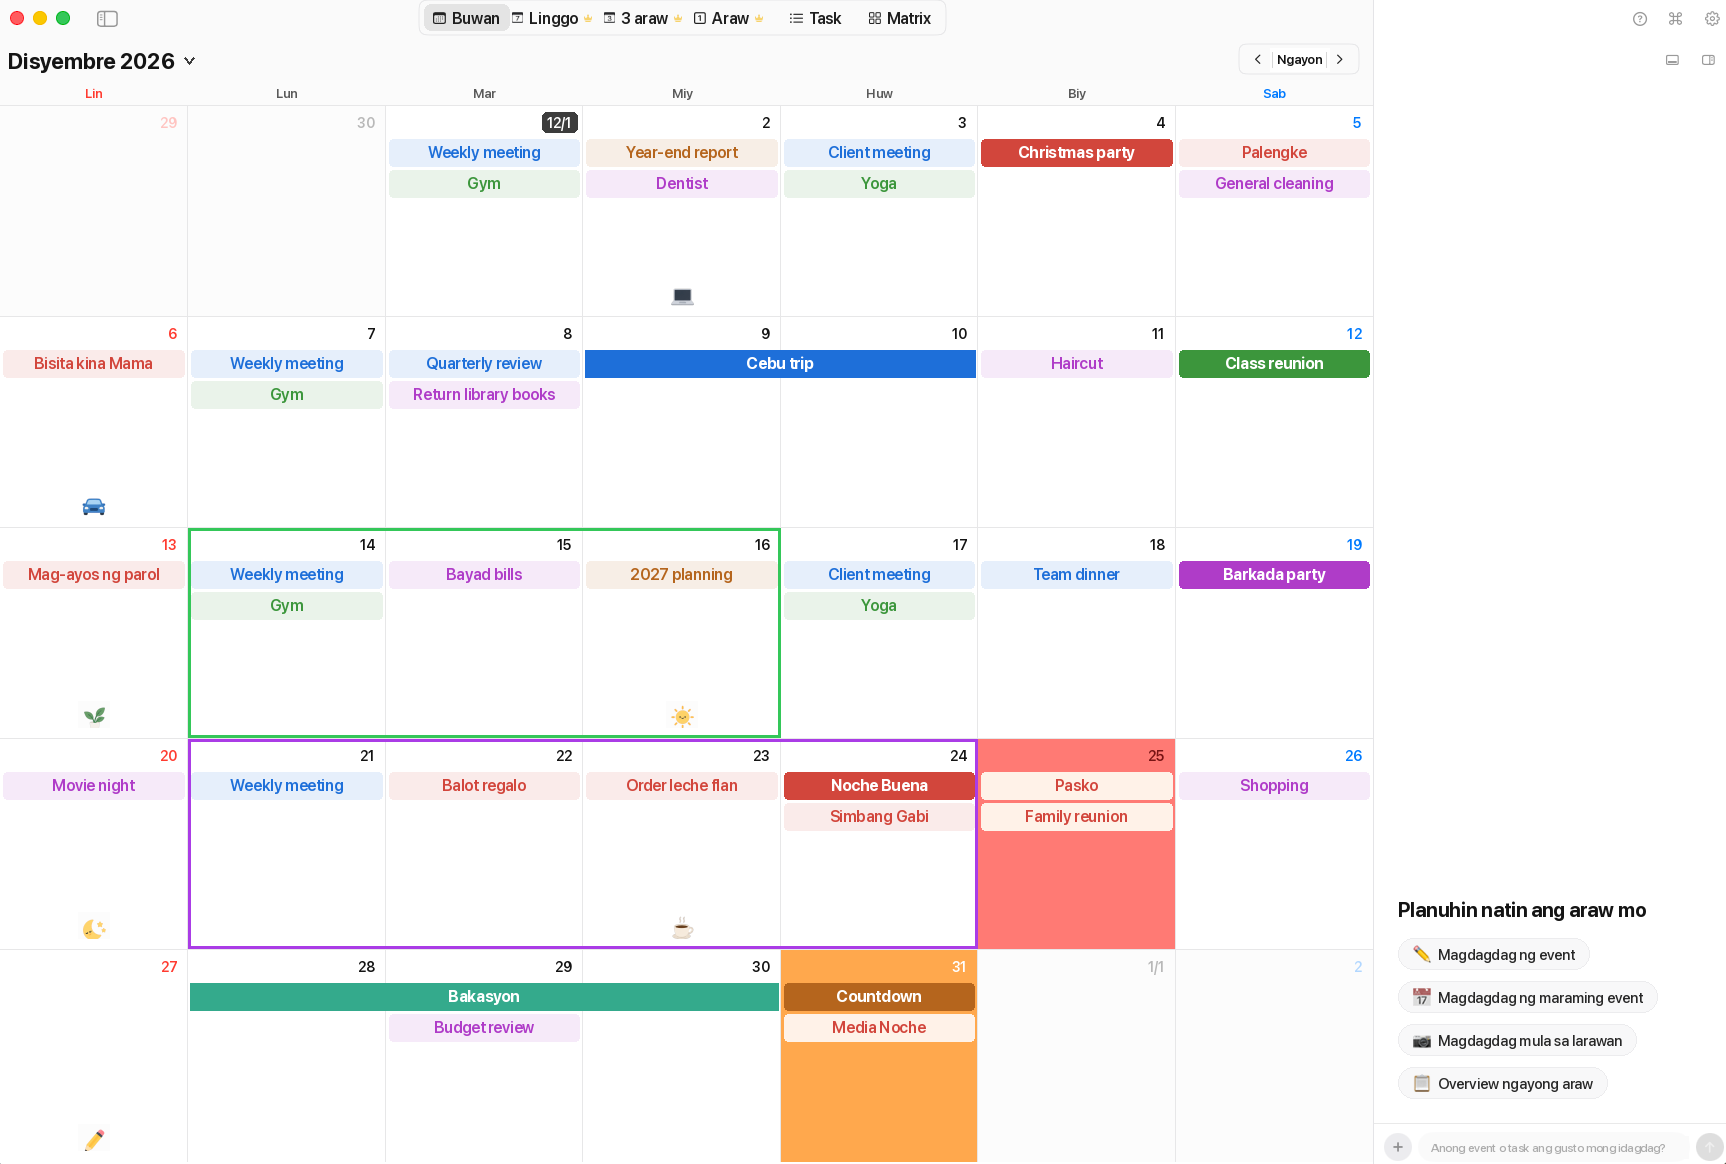 Buwan Linggo 3 araw Araw Task Matrix
Disyembre 2026
Ngayon
Lin Lun Mar Miy Huw Biy Sab
29 30 12/1 2 3 4 5
Weekly meeting Year-end report Client meeting Christmas party Palengke
Gym Dentist Yoga General cleaning
6 7 8 9 10 11 12
Bisita kina Mama Weekly meeting Quarterly review Cebu trip Haircut Class reunion
Gym Return library books
13 14 15 16 17 18 19
Mag-ayos ng parol Weekly meeting Bayad bills 2027 planning Client meeting Team dinner Barkada party
Gym Yoga
20 21 22 23 24 25 26
Movie night Weekly meeting Balot regalo Order leche flan Noche Buena Pasko Shopping
Simbang Gabi Family reunion
27 28 29 30 31 1/1 2
Bakasyon Countdown
Budget review Media Noche
Planuhin natin ang araw mo
Magdagdag ng event
Magdagdag ng maraming event
Magdagdag mula sa larawan
Overview ngayong araw
Anong event o task ang gusto mong idagdag?